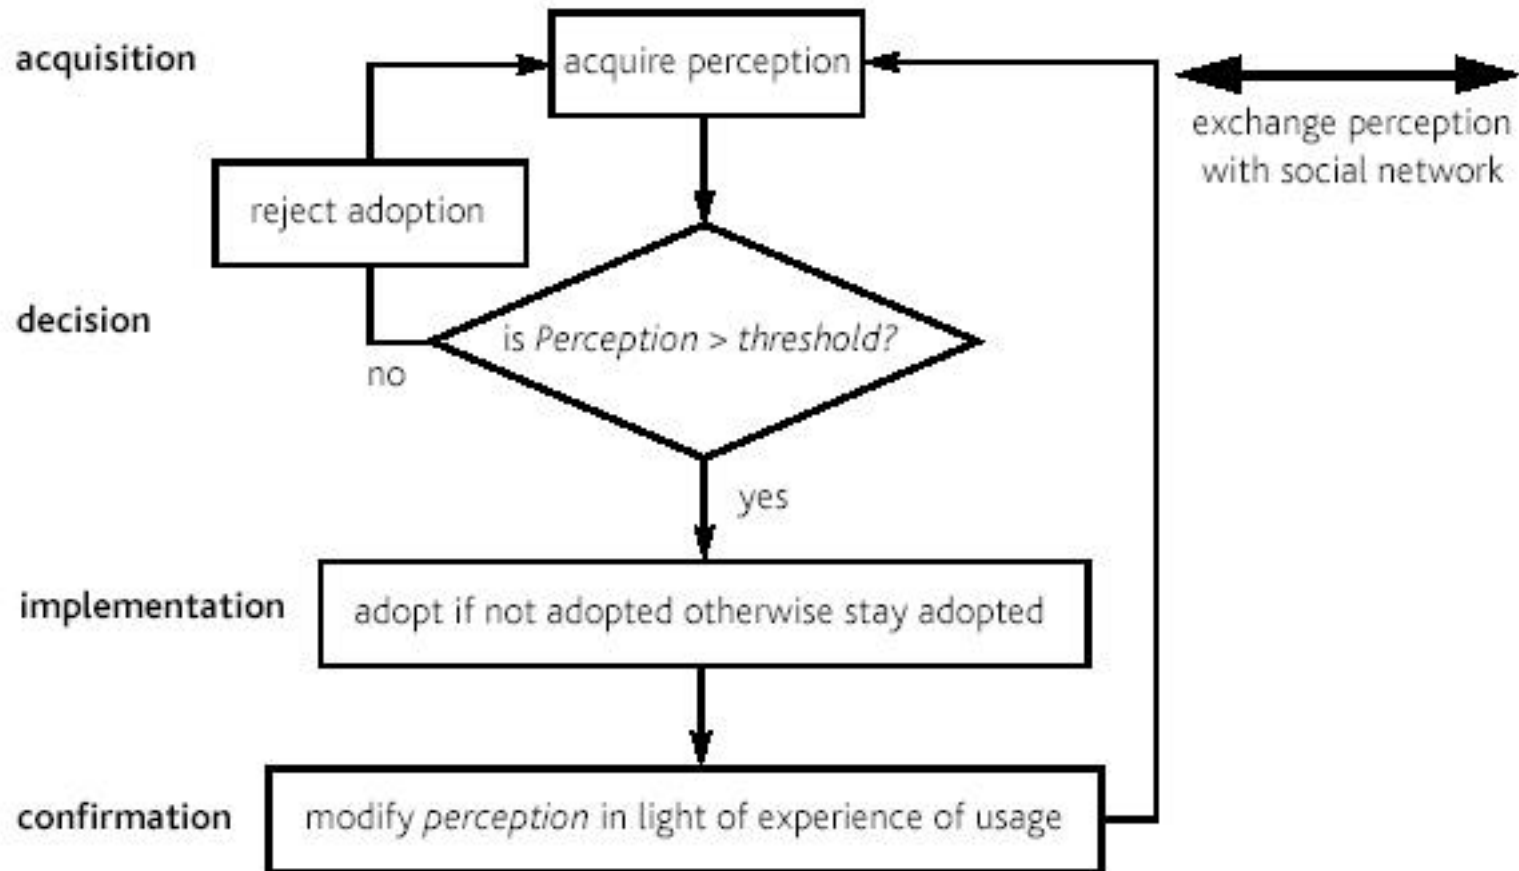 acquisition
acquire perception
exchange perception
with social network
reject adoption
decision
is Perception > threshold?
no
yes
implementation
adopt if not adopted otherwise stay adopted
confirmation
modify perception in light of experience of usage